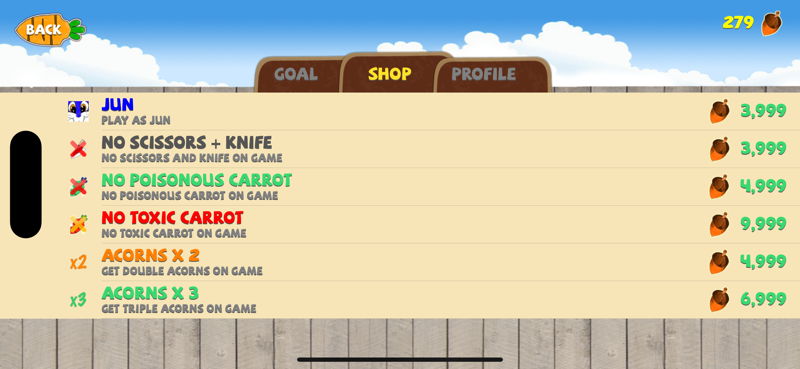 BACK
279
GOAL
SHOP
PROFILE
JUN
PLAY AS JUN
3,999
NO SCISSORS + KNIFE
NO SCISSORS AND KNIFE ON GAME
3,999
NO POISONOUS CARROT
NO POISONOUS CARROT ON GAME
4,999
NO TOXIC CARROT
NO TOXIC CARROT ON GAME
9,999
x2
ACORNS X 2
GET DOUBLE ACORNS ON GAME
4,999
x3
ACORNS X 3
GET TRIPLE ACORNS ON GAME
6,999